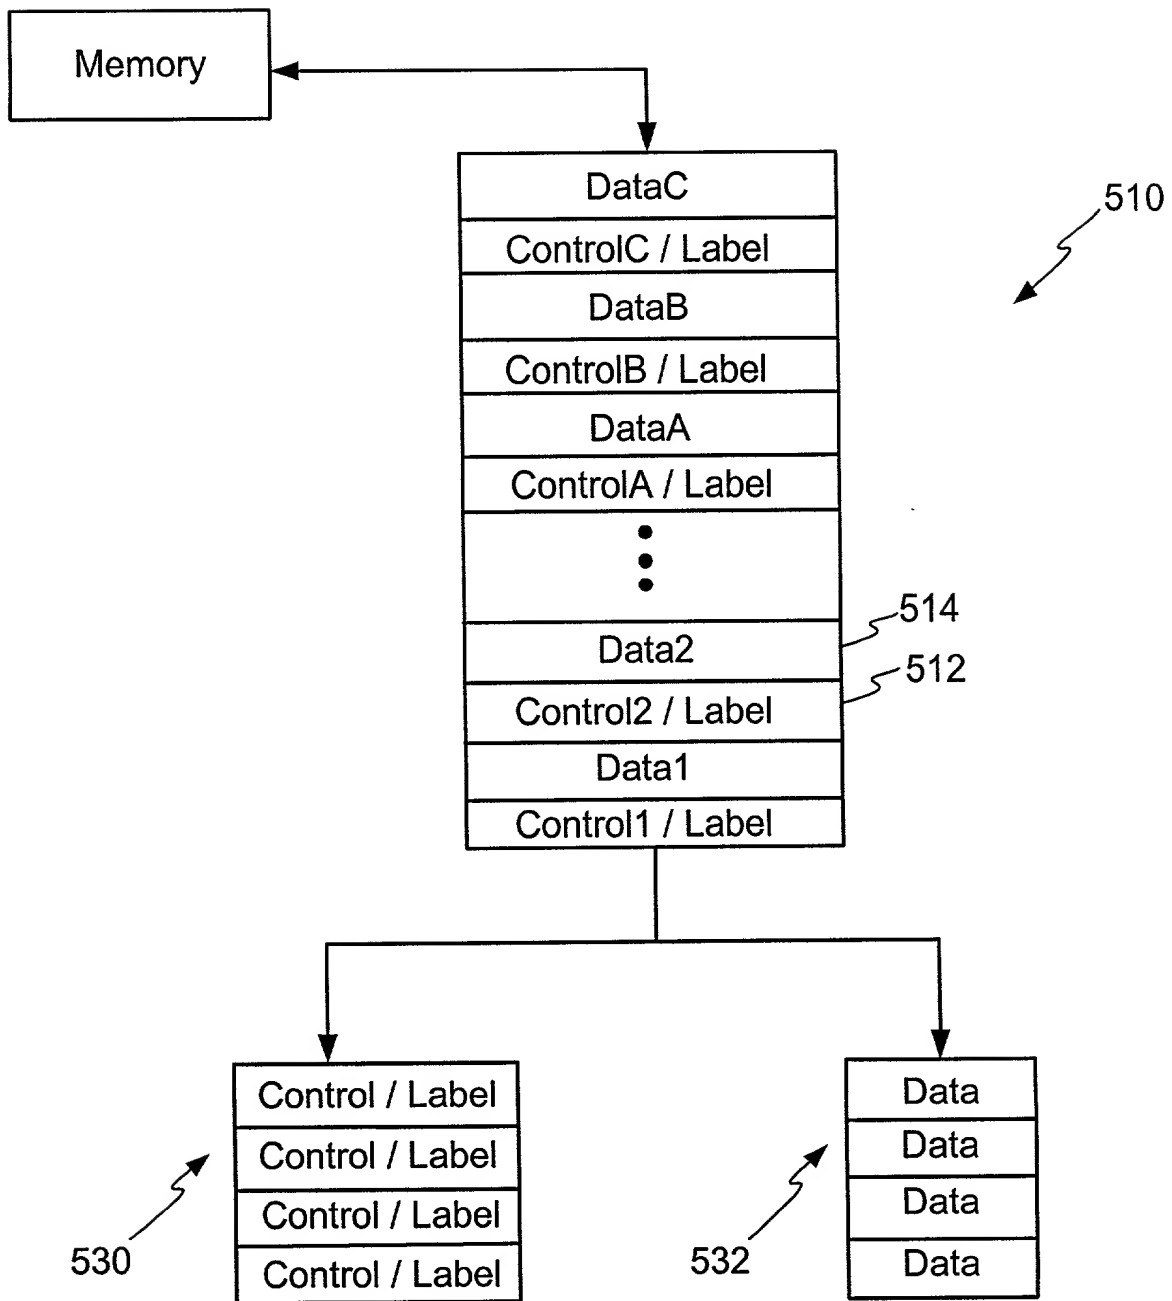 Memory
DataC
510
ControlC / Label
DataB
ControlB / Label
DataA
ControlA / Label
514
Data2
512
Control2 / Label
Data1
Control1 / Label
Control / Label
Control / Label
Control / Label
Control / Label
530
Data
Data
Data
Data
532